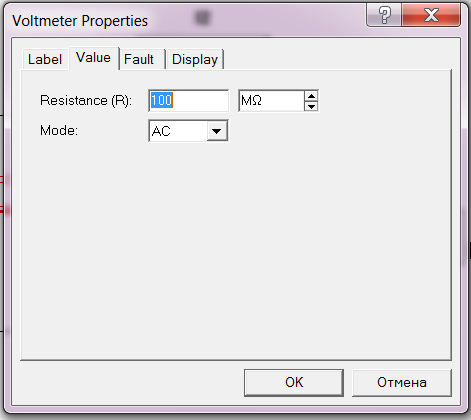 Voltmeter Properties
Label Value Fault Display
Resistance (R): 100 MΩ
Mode: AC
OK Отмена